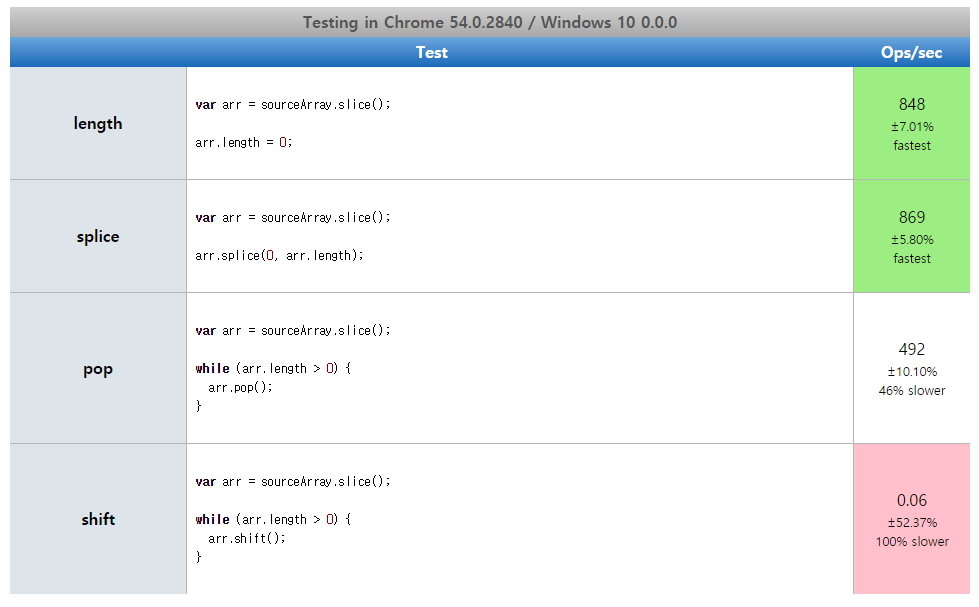 Testing in Chrome 54.0.2840 / Windows 10 0.0.0
Test Ops/sec
length
var arr = sourceArray.slice();
arr.length = 0;
848
±7.01%
fastest
splice
var arr = sourceArray.slice();
arr.splice(0, arr.length);
869
±5.80%
fastest
pop
var arr = sourceArray.slice();
while (arr.length > 0) {
  arr.pop();
}
492
±10.10%
46% slower
shift
var arr = sourceArray.slice();
while (arr.length > 0) {
  arr.shift();
}
0.06
±52.37%
100% slower